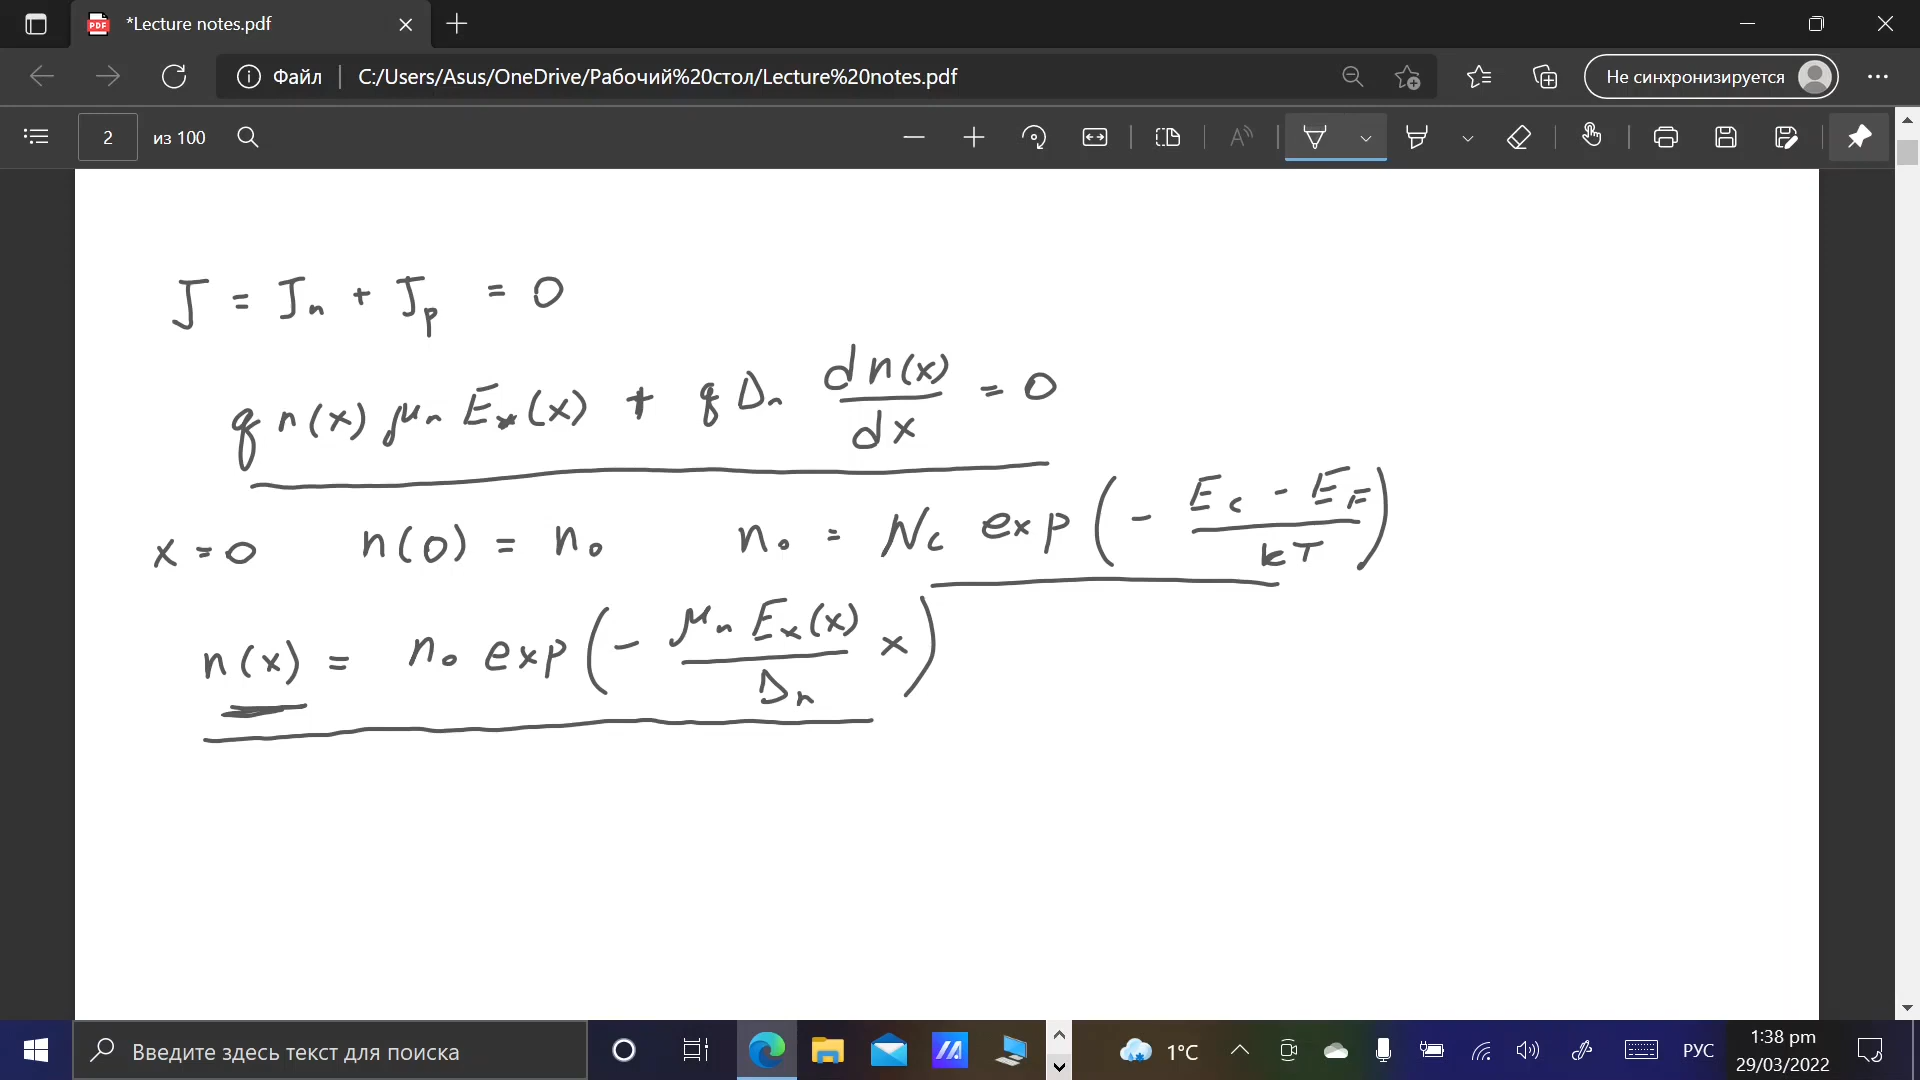 *Lecture notes.pdf
Файл | C:/Users/Asus/OneDrive/Рабочий%20стол/Lecture%20notes.pdf
Не синхронизируется
2 из 100
J = Jn + Jp = 0
q n(x) μn Ex(x) + q Dn dn(x)/dx = 0
x = 0 n(0) = n₀ n₀ = Nc exp(- (Ec - EF)/kT)
n(x) = n₀ exp(- (μn Ex(x)/Dn) x)
Введите здесь текст для поиска
1°C
РУС
1:38 pm
29/03/2022